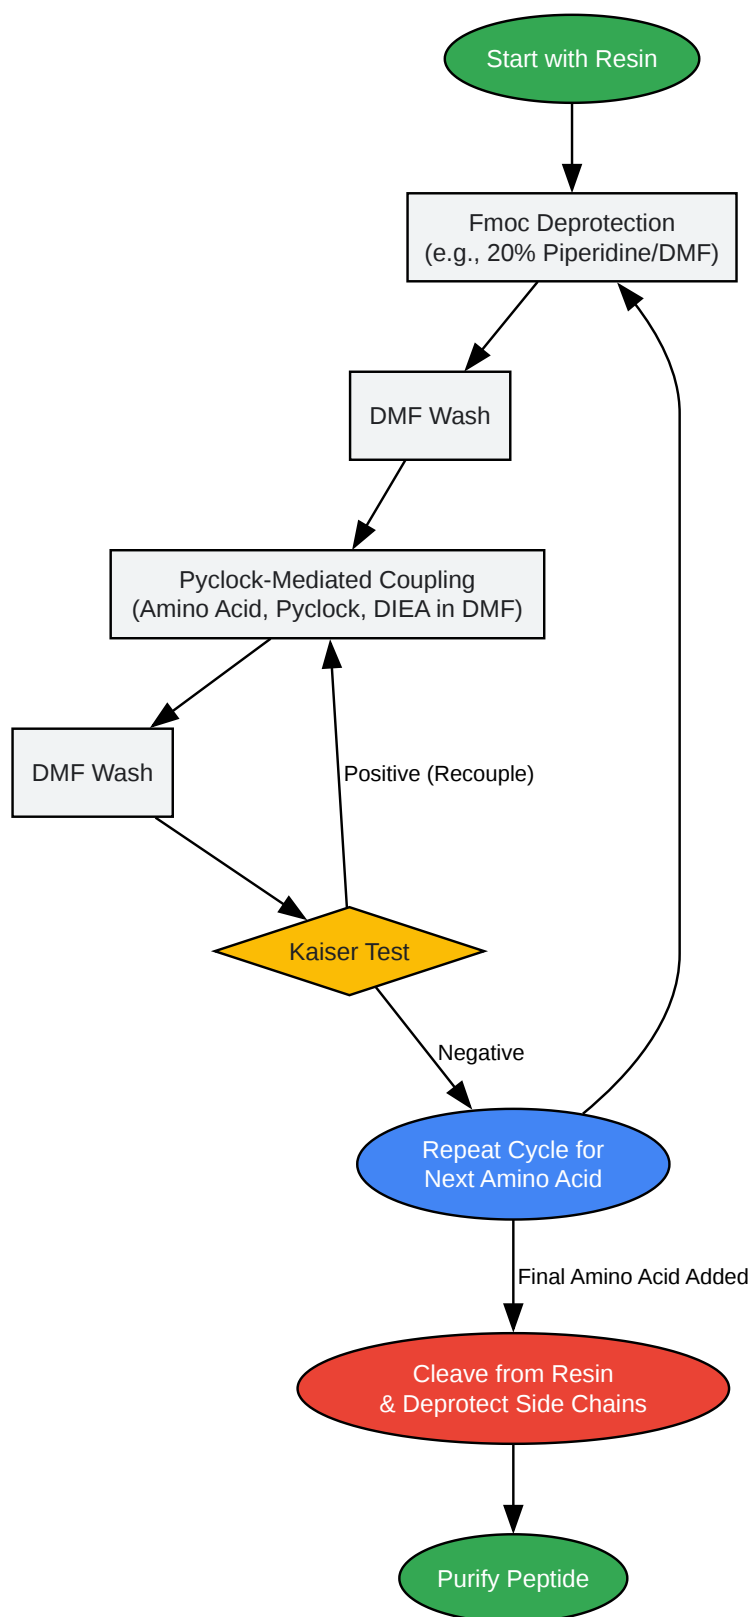 Start with Resin
Fmoc Deprotection
(e.g., 20% Piperidine/DMF)
DMF Wash
Pyclock-Mediated Coupling
(Amino Acid, Pyclock, DIEA in DMF)
DMF Wash
Positive (Recouple)
Kaiser Test
Negative
Repeat Cycle for
Next Amino Acid
Final Amino Acid Added
Cleave from Resin
& Deprotect Side Chains
Purify Peptide